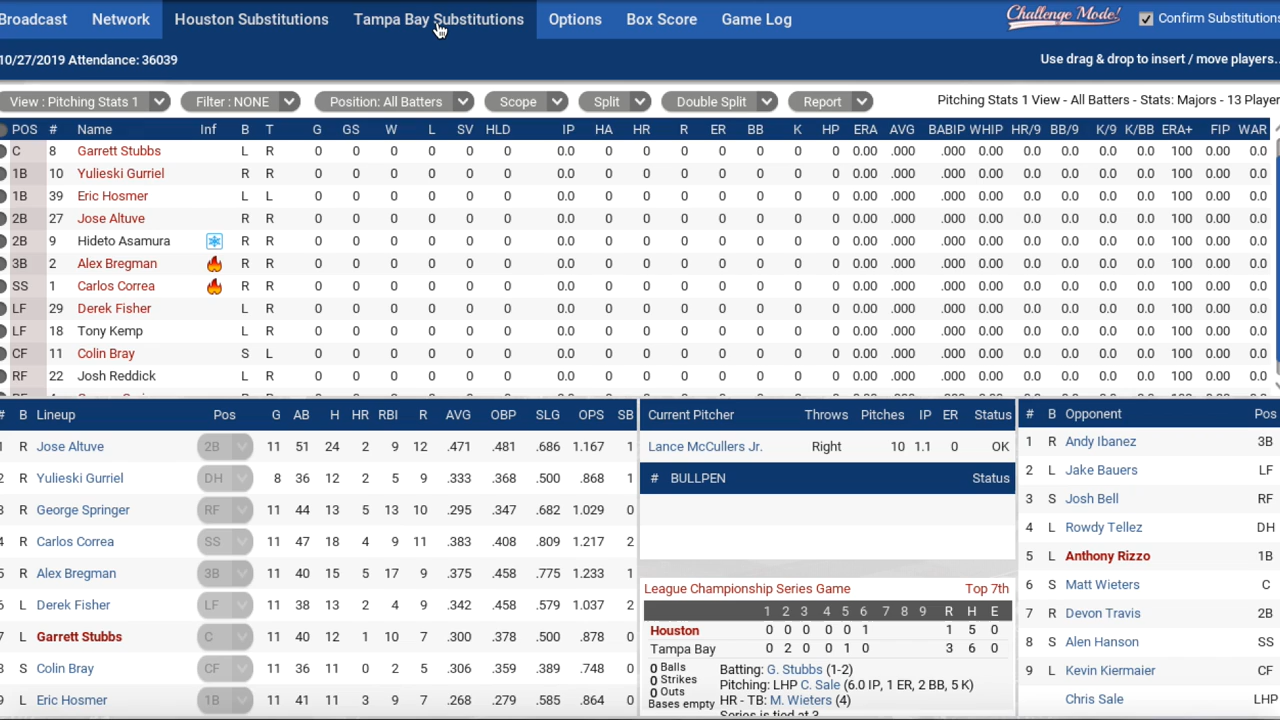 Broadcast Network Houston Substitutions Tampa Bay Substitutions Options Box Score Game Log Challenge Mode! Confirm Substitutions
10/27/2019 Attendance: 36039 Use drag & drop to insert / move players..
View : Pitching Stats 1 Filter : NONE Position: All Batters Scope Split Double Split Report Pitching Stats 1 View - All Batters - Stats: Majors - 13 Player
POS # Name Inf B T G GS W L SV HLD IP HA HR R ER BB K HP ERA AVG BABIP WHIP HR/9 BB/9 K/9 K/BB ERA+ FIP WAR
C 8 Garrett Stubbs L R 0 0 0 0 0 0 0.0 0 0 0 0 0 0 0 0.00 .000 .000 0.00 0.0 0.0 0.0 0.0 100 0.00 0.0
1B 10 Yulieski Gurriel R R 0 0 0 0 0 0 0.0 0 0 0 0 0 0 0 0.00 .000 .000 0.00 0.0 0.0 0.0 0.0 100 0.00 0.0
1B 39 Eric Hosmer L L 0 0 0 0 0 0 0.0 0 0 0 0 0 0 0 0.00 .000 .000 0.00 0.0 0.0 0.0 0.0 100 0.00 0.0
2B 27 Jose Altuve R R 0 0 0 0 0 0 0.0 0 0 0 0 0 0 0 0.00 .000 .000 0.00 0.0 0.0 0.0 0.0 100 0.00 0.0
2B 9 Hideto Asamura R R 0 0 0 0 0 0 0.0 0 0 0 0 0 0 0 0.00 .000 .000 0.00 0.0 0.0 0.0 0.0 100 0.00 0.0
3B 2 Alex Bregman R R 0 0 0 0 0 0 0.0 0 0 0 0 0 0 0 0.00 .000 .000 0.00 0.0 0.0 0.0 0.0 100 0.00 0.0
SS 1 Carlos Correa R R 0 0 0 0 0 0 0.0 0 0 0 0 0 0 0 0.00 .000 .000 0.00 0.0 0.0 0.0 0.0 100 0.00 0.0
LF 29 Derek Fisher L R 0 0 0 0 0 0 0.0 0 0 0 0 0 0 0 0.00 .000 .000 0.00 0.0 0.0 0.0 0.0 100 0.00 0.0
LF 18 Tony Kemp L R 0 0 0 0 0 0 0.0 0 0 0 0 0 0 0 0.00 .000 .000 0.00 0.0 0.0 0.0 0.0 100 0.00 0.0
CF 11 Colin Bray S L 0 0 0 0 0 0 0.0 0 0 0 0 0 0 0 0.00 .000 .000 0.00 0.0 0.0 0.0 0.0 100 0.00 0.0
RF 22 Josh Reddick L R 0 0 0 0 0 0 0.0 0 0 0 0 0 0 0 0.00 .000 .000 0.00 0.0 0.0 0.0 0.0 100 0.00 0.0
# B Lineup Pos G AB H HR RBI R AVG OBP SLG OPS SB
1 R Jose Altuve 2B 11 51 24 2 9 12 .471 .481 .686 1.167 1
2 R Yulieski Gurriel DH 8 36 12 2 5 9 .333 .368 .500 .868 1
3 R George Springer RF 11 44 13 5 13 10 .295 .347 .682 1.029 0
4 R Carlos Correa SS 11 47 18 4 9 11 .383 .408 .809 1.217 2
5 R Alex Bregman 3B 11 40 15 5 17 9 .375 .458 .775 1.233 1
6 L Derek Fisher LF 11 38 13 2 4 9 .342 .458 .579 1.037 2
7 L Garrett Stubbs C 11 40 12 1 10 7 .300 .378 .500 .878 0
8 S Colin Bray CF 11 36 11 0 2 5 .306 .359 .389 .748 0
9 L Eric Hosmer 1B 11 41 11 3 9 7 .268 .279 .585 .864 0
Current Pitcher Throws Pitches IP ER Status
Lance McCullers Jr. Right 10 1.1 0 OK
# BULLPEN Status
League Championship Series Game Top 7th
1 2 3 4 5 6 7 8 9 R H E
Houston 0 0 0 0 0 1 1 5 0
Tampa Bay 0 2 0 0 1 0 3 6 0
0 Balls
0 Strikes
0 Outs
Bases empty
Batting: G. Stubbs (1-2)
Pitching: LHP C. Sale (6.0 IP, 1 ER, 2 BB, 5 K)
HR - TB: M. Wieters (4)
Series is tied at 3
# B Opponent Pos
1 R Andy Ibanez 3B
2 L Jake Bauers LF
3 S Josh Bell RF
4 L Rowdy Tellez DH
5 L Anthony Rizzo 1B
6 S Matt Wieters C
7 R Devon Travis 2B
8 S Alen Hanson SS
9 L Kevin Kiermaier CF
Chris Sale LHP